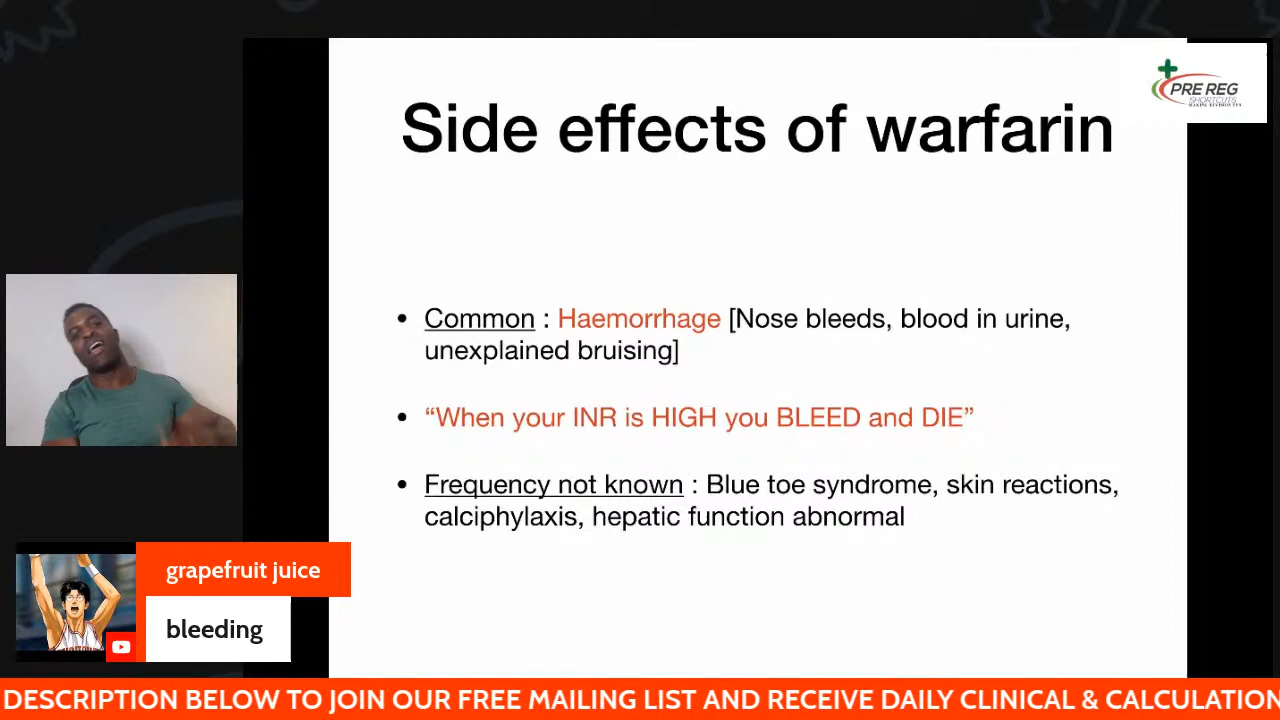 PRE REG
SHORTCUTS
Side effects of warfarin
• Common : Haemorrhage [Nose bleeds, blood in urine,
unexplained bruising]
• “When your INR is HIGH you BLEED and DIE”
• Frequency not known : Blue toe syndrome, skin reactions,
calciphylaxis, hepatic function abnormal
grapefruit juice
bleeding
DESCRIPTION BELOW TO JOIN OUR FREE MAILING LIST AND RECEIVE DAILY CLINICAL & CALCULATION